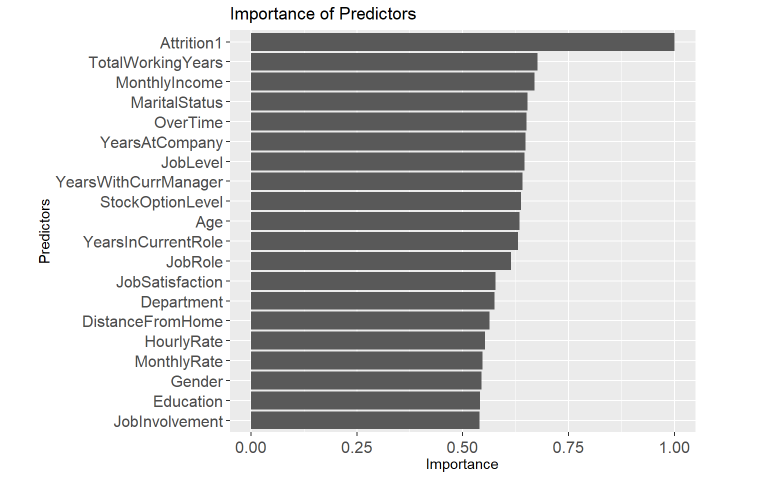 Importance of Predictors
Attrition1
TotalWorkingYears
MonthlyIncome
MaritalStatus
OverTime
YearsAtCompany
JobLevel
YearsWithCurrManager
StockOptionLevel
Age
YearsInCurrentRole
JobRole
JobSatisfaction
Department
DistanceFromHome
HourlyRate
MonthlyRate
Gender
Education
JobInvolvement
Predictors
0.00 0.25 0.50 0.75 1.00
Importance